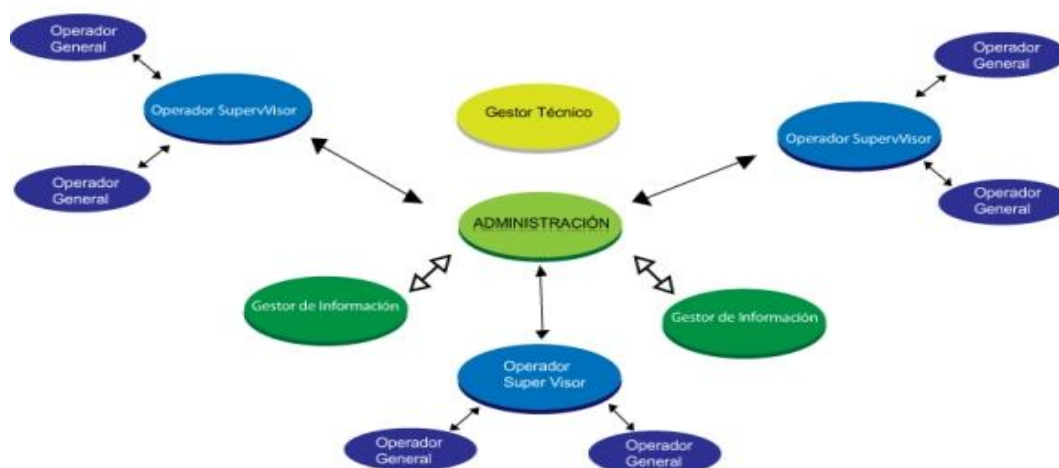 Operador
General
Operador SupervVisor
Operador
General
Gestor Técnico
Operador
General
Operador SupervVisor
Operador
General
ADMINISTRACIÓN
Gestor de Información
Gestor de Información
Operador
Super Visor
Operador
General
Operador
General